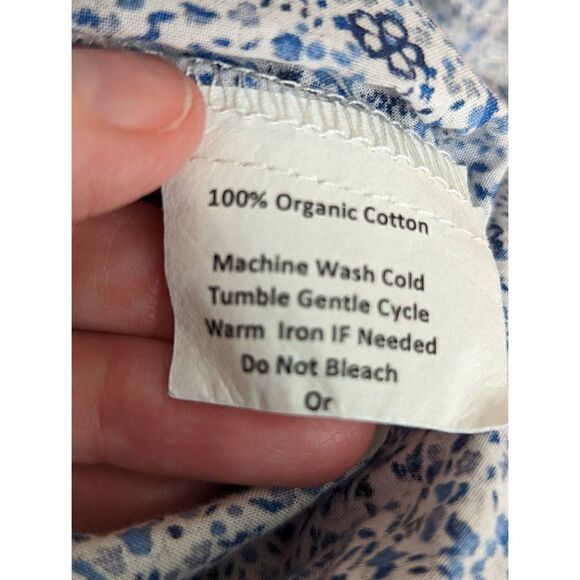 100% Organic Cotton
Machine Wash Cold
Tumble Gentle Cycle
Warm Iron IF Needed
Do Not Bleach
Or